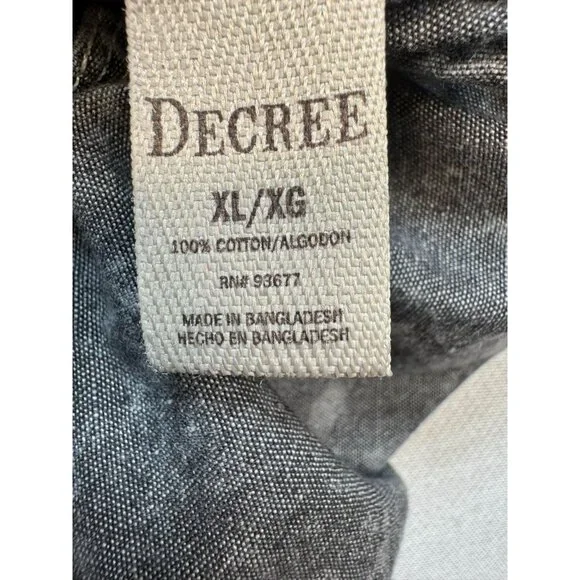 DECREE
XL/XG
100% COTTON/ALGODON
RN# 93677
MADE IN BANGLADESH
HECHO EN BANGLADESH